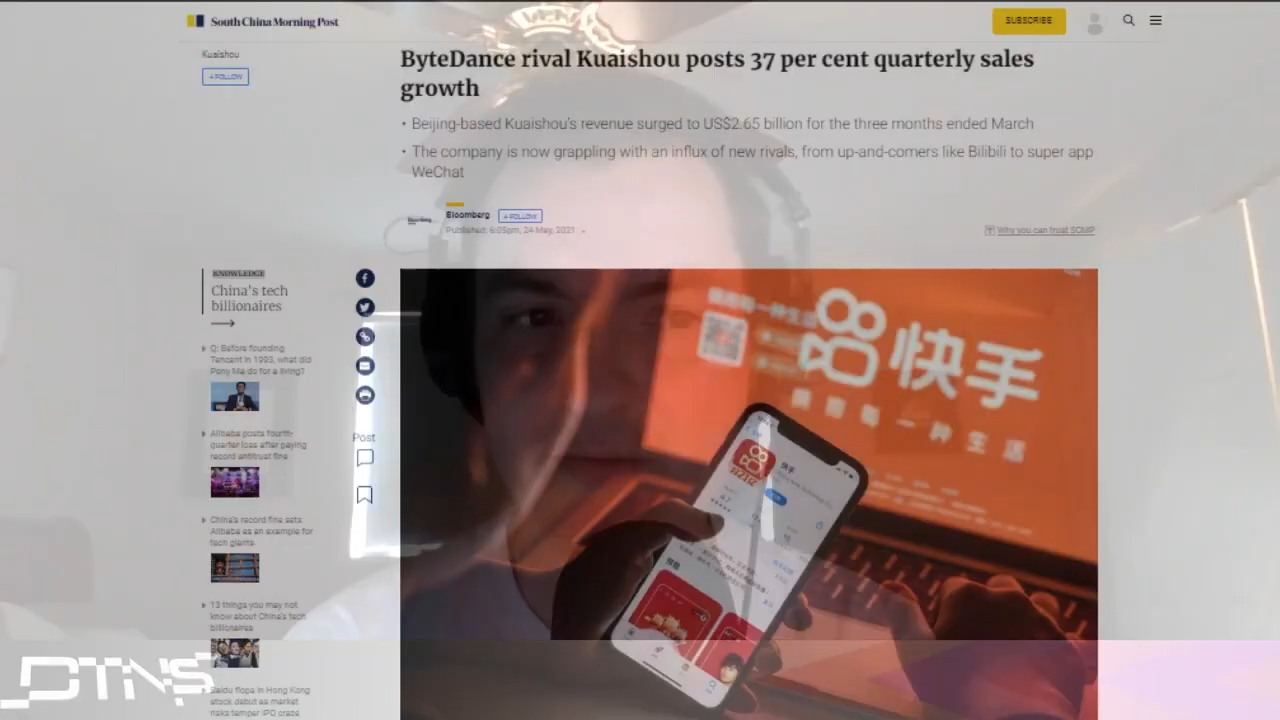 South China Morning Post
SUBSCRIBE
Kuaishou
+ FOLLOW
ByteDance rival Kuaishou posts 37 per cent quarterly sales
growth
• Beijing-based Kuaishou's revenue surged to US$2.65 billion for the three months ended March
• The company is now grappling with an influx of new rivals, from up-and-comers like Bilibili to super app
WeChat
Bloomberg
+ FOLLOW
Published: 6:05pm, 24 May, 2021
Why you can trust SCMP
KNOWLEDGE
China's tech
billionaires
Q: Before founding
Tencent in 1998, what did
Pony Ma do for a living?
Alibaba posts fourth-
quarter loss after paying
record antitrust fine
China's record fine sets
Alibaba as an example for
tech giants
13 things you may not
know about China's tech
billionaires
Baidu flops in Hong Kong
stock debut as market
risks temper IPO craze
Post
快手
一种生活
快手
DTNS